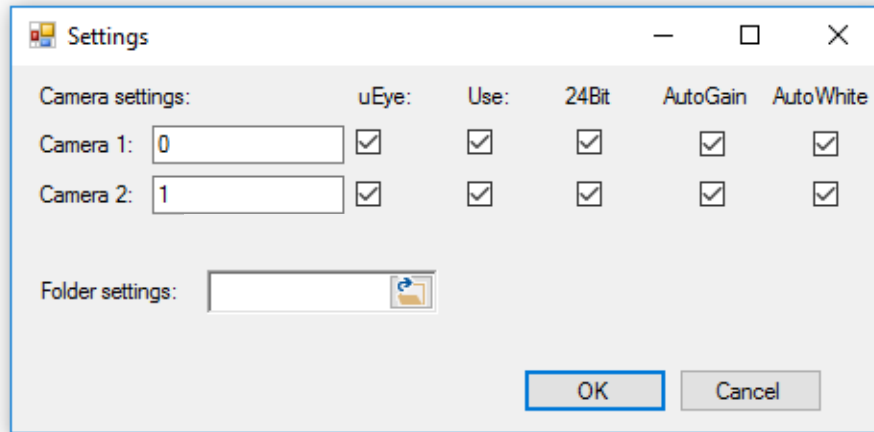 Settings
Camera settings: uEye: Use: 24Bit AutoGain AutoWhite
Camera 1: 0
Camera 2: 1
Folder settings:
OK Cancel